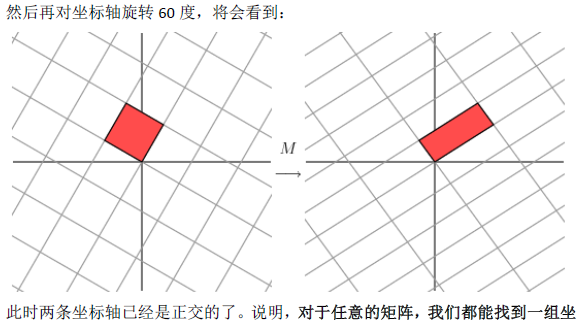 然后再对坐标轴旋转 60 度，将会看到：
M
此时两条坐标轴已经是正交的了。说明，对于任意的矩阵，我们都能找到一组坐